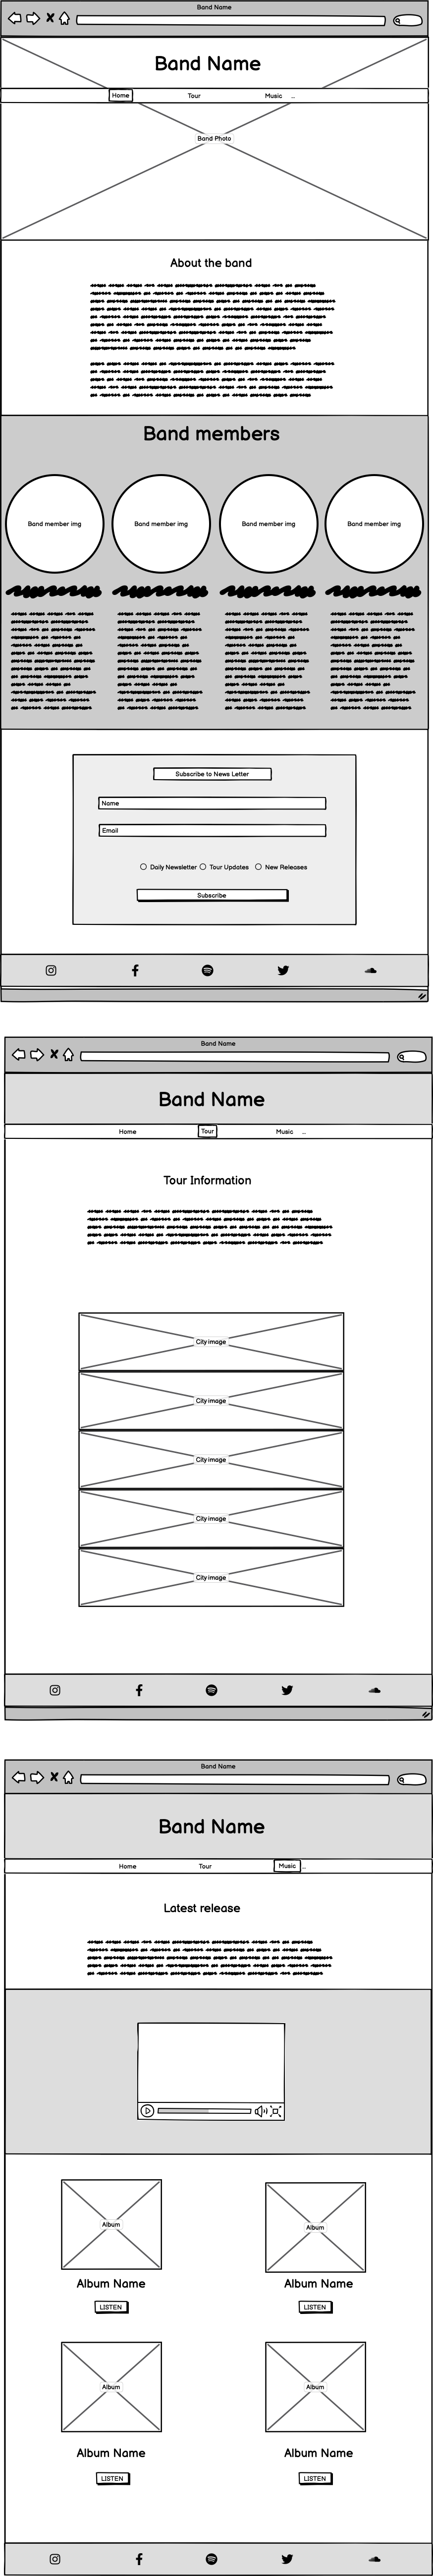 Band Name
Band Name
Home Tour Music ...
Band Photo
About the band
Band members
Band member img Band member img Band member img Band member img
Subscribe to News Letter
Name
Email
Daily Newsletter Tour Updates New Releases
Subscribe
Band Name
Band Name
Home Tour Music ...
Tour Information
City image
City image
City image
City image
City image
Band Name
Band Name
Home Tour Music ...
Latest release
Album Album
Album Name Album Name
LISTEN LISTEN
Album Album
Album Name Album Name
LISTEN LISTEN